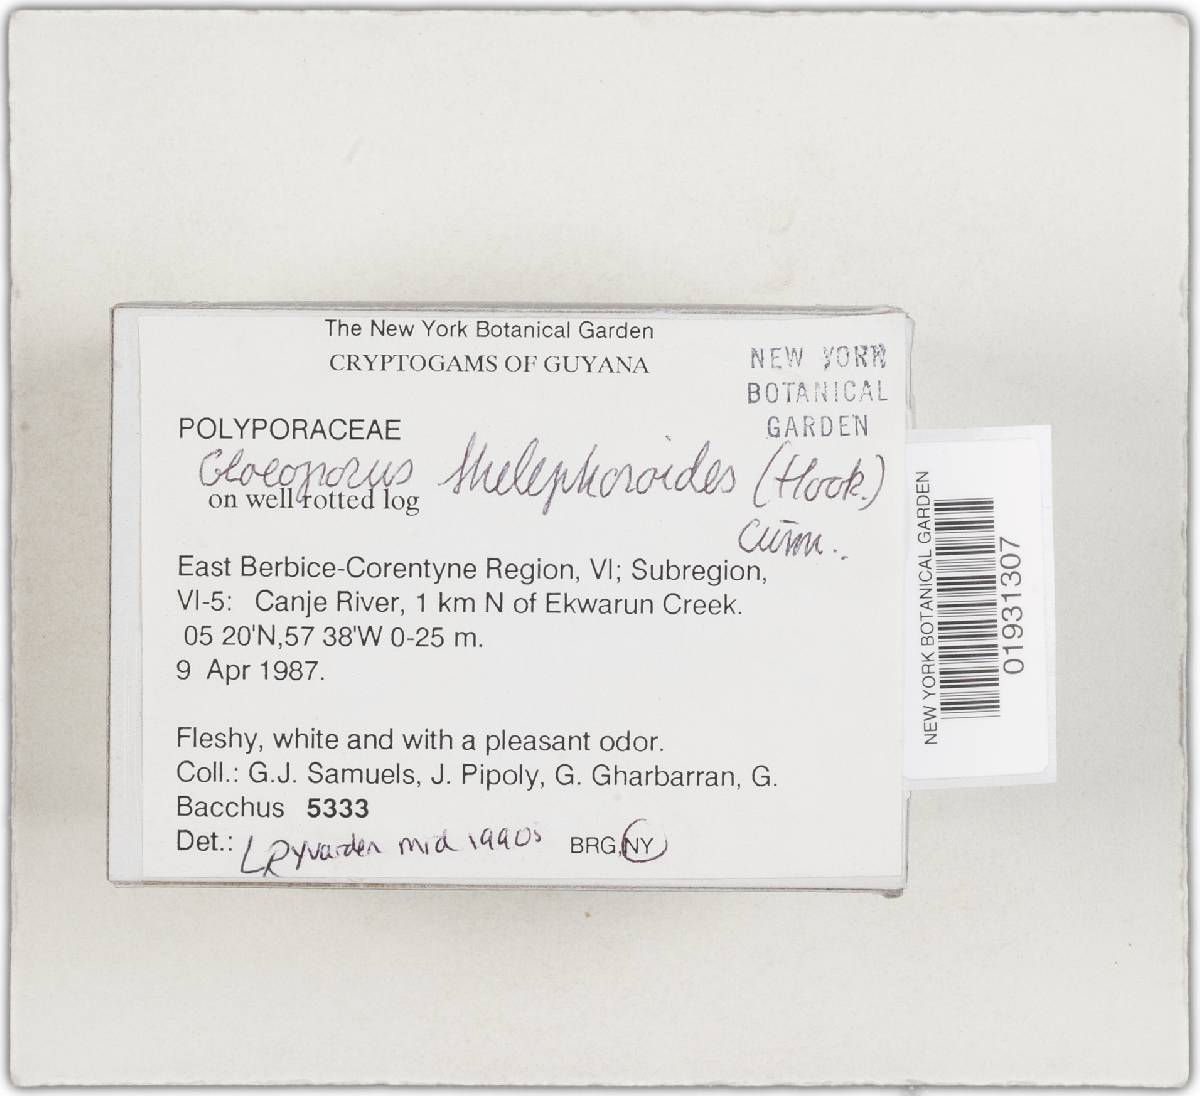 The New York Botanical Garden
CRYPTOGAMS OF GUYANA
NEW YORK
BOTANICAL
GARDEN
POLYPORACEAE
Gloeoporus thelephoroides (Hook.)
Cunn..
on well rotted log
East Berbice-Corentyne Region, VI; Subregion,
VI-5: Canje River, 1 km N of Ekwarun Creek.
05 20'N,57 38'W 0-25 m.
9 Apr 1987.
Fleshy, white and with a pleasant odor.
Coll.: G.J. Samuels, J. Pipoly, G. Gharbarran, G.
Bacchus 5333
Det.: L Ryvarden mid 1990s BRG,NY
NEW YORK BOTANICAL GARDEN
01931307